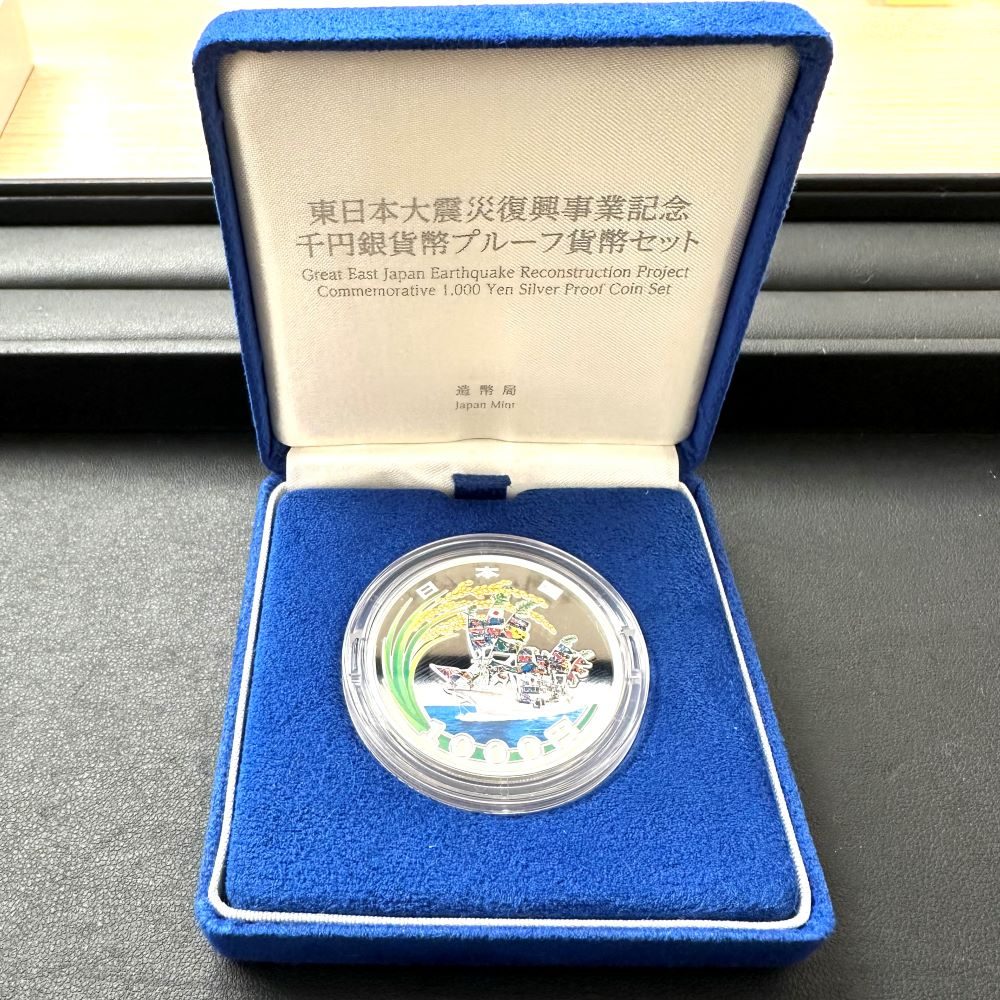 東日本大震災復興事業記念
千円銀貨幣プルーフ貨幣セット
Great East Japan Earthquake Reconstruction Project
Commemorative 1,000 Yen Silver Proof Coin Set
造幣局
Japan Mint
日本国
1000円